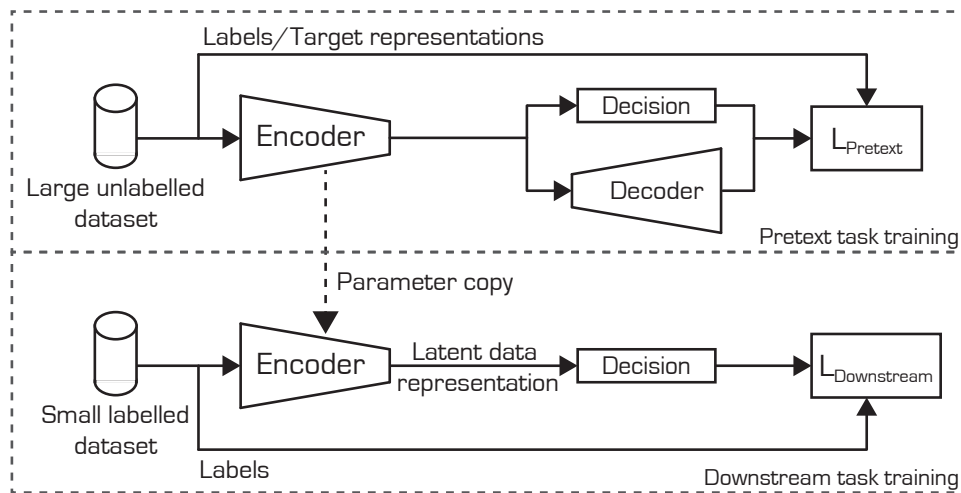 Labels/Target representations
Encoder
Decision
Decoder
L_Pretext
Large unlabelled
dataset
Pretext task training
Parameter copy
Encoder
Latent data
representation
Decision
L_Downstream
Small labelled
dataset
Labels
Downstream task training